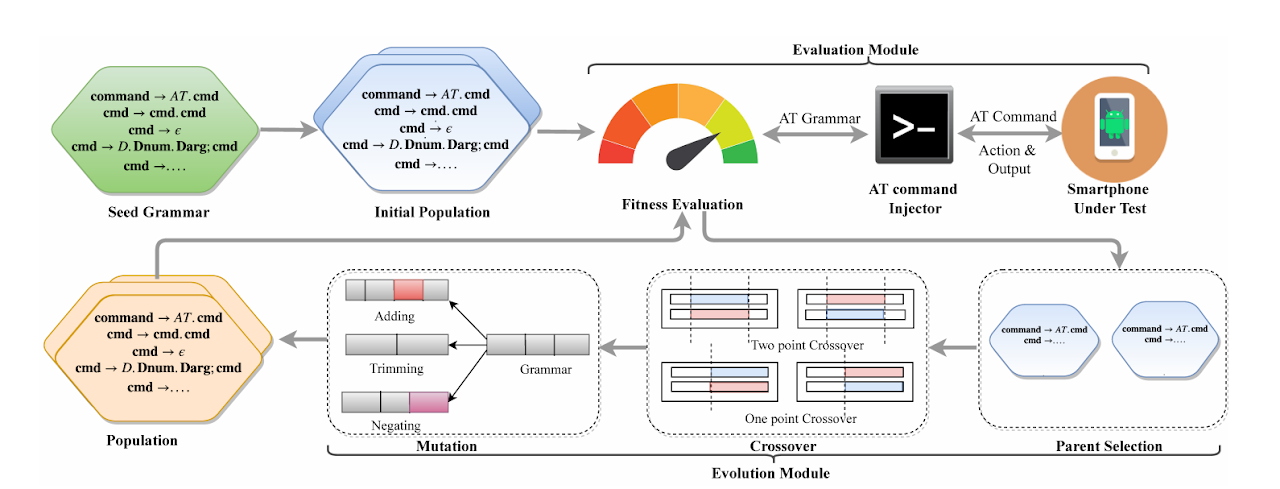 Evaluation Module
command → AT.cmd
cmd → cmd.cmd
cmd → ϵ
cmd → D.Dnum.Darg;cmd
cmd →....
Seed Grammar
command → AT.cmd
cmd → cmd.cmd
cmd → ϵ
cmd → D.Dnum.Darg;cmd
cmd →....
Initial Population
Fitness Evaluation
AT Grammar
>-
AT command
Injector
AT Command
Action &
Output
Smartphone
Under Test
command → AT.cmd
cmd → cmd.cmd
cmd → ϵ
cmd → D.Dnum.Darg;cmd
cmd →....
Population
Adding
Trimming
Negating
Grammar
Mutation
Two point Crossover
One point Crossover
Crossover
command → AT.cmd
cmd →....
command → AT.cmd
cmd →....
Parent Selection
Evolution Module